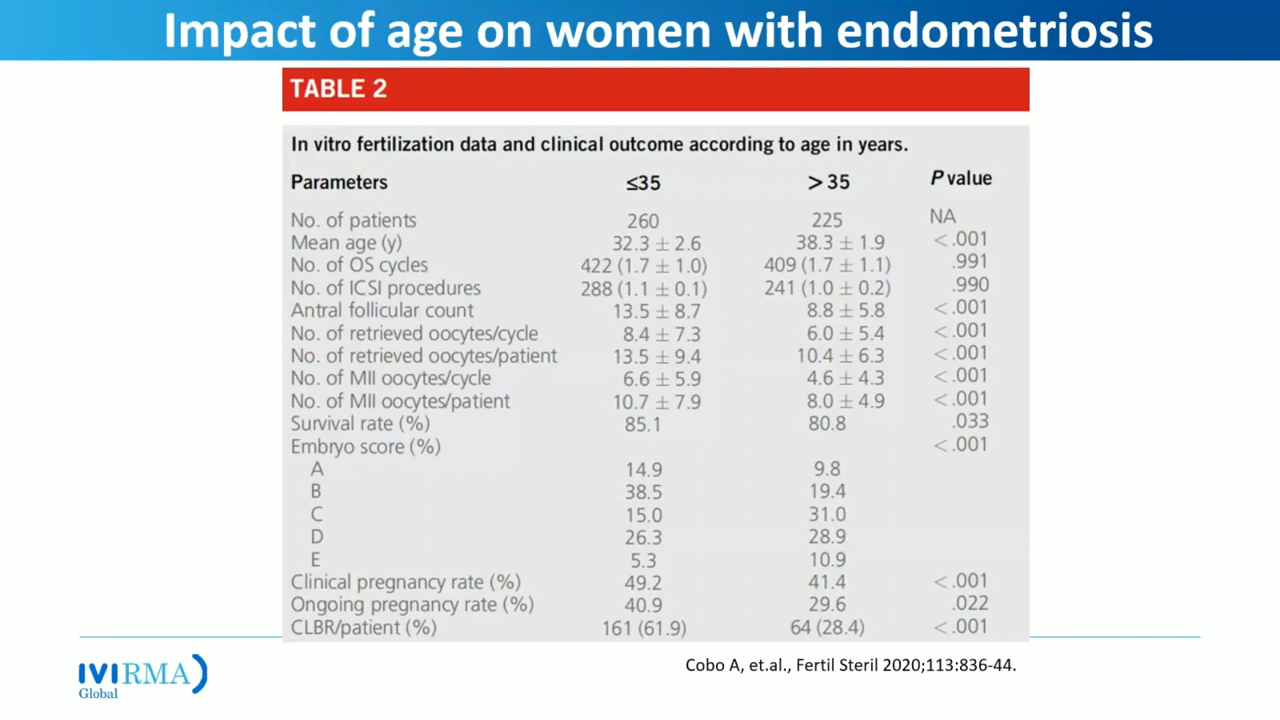 Impact of age on women with endometriosis
TABLE 2
In vitro fertilization data and clinical outcome according to age in years.
Parameters ≤35 > 35 P value
No. of patients 260 225 NA
Mean age (y) 32.3 ± 2.6 38.3 ± 1.9 <.001
No. of OS cycles 422 (1.7 ± 1.0) 409 (1.7 ± 1.1) .991
No. of ICSI procedures 288 (1.1 ± 0.1) 241 (1.0 ± 0.2) .990
Antral follicular count 13.5 ± 8.7 8.8 ± 5.8 <.001
No. of retrieved oocytes/cycle 8.4 ± 7.3 6.0 ± 5.4 <.001
No. of retrieved oocytes/patient 13.5 ± 9.4 10.4 ± 6.3 <.001
No. of MII oocytes/cycle 6.6 ± 5.9 4.6 ± 4.3 <.001
No. of MII oocytes/patient 10.7 ± 7.9 8.0 ± 4.9 <.001
Survival rate (%) 85.1 80.8 .033
Embryo score (%) <.001
A 14.9 9.8
B 38.5 19.4
C 15.0 31.0
D 26.3 28.9
E 5.3 10.9
Clinical pregnancy rate (%) 49.2 41.4 <.001
Ongoing pregnancy rate (%) 40.9 29.6 .022
CLBR/patient (%) 161 (61.9) 64 (28.4) <.001
Cobo A, et.al., Fertil Steril 2020;113:836-44.
IVIRMA
Global